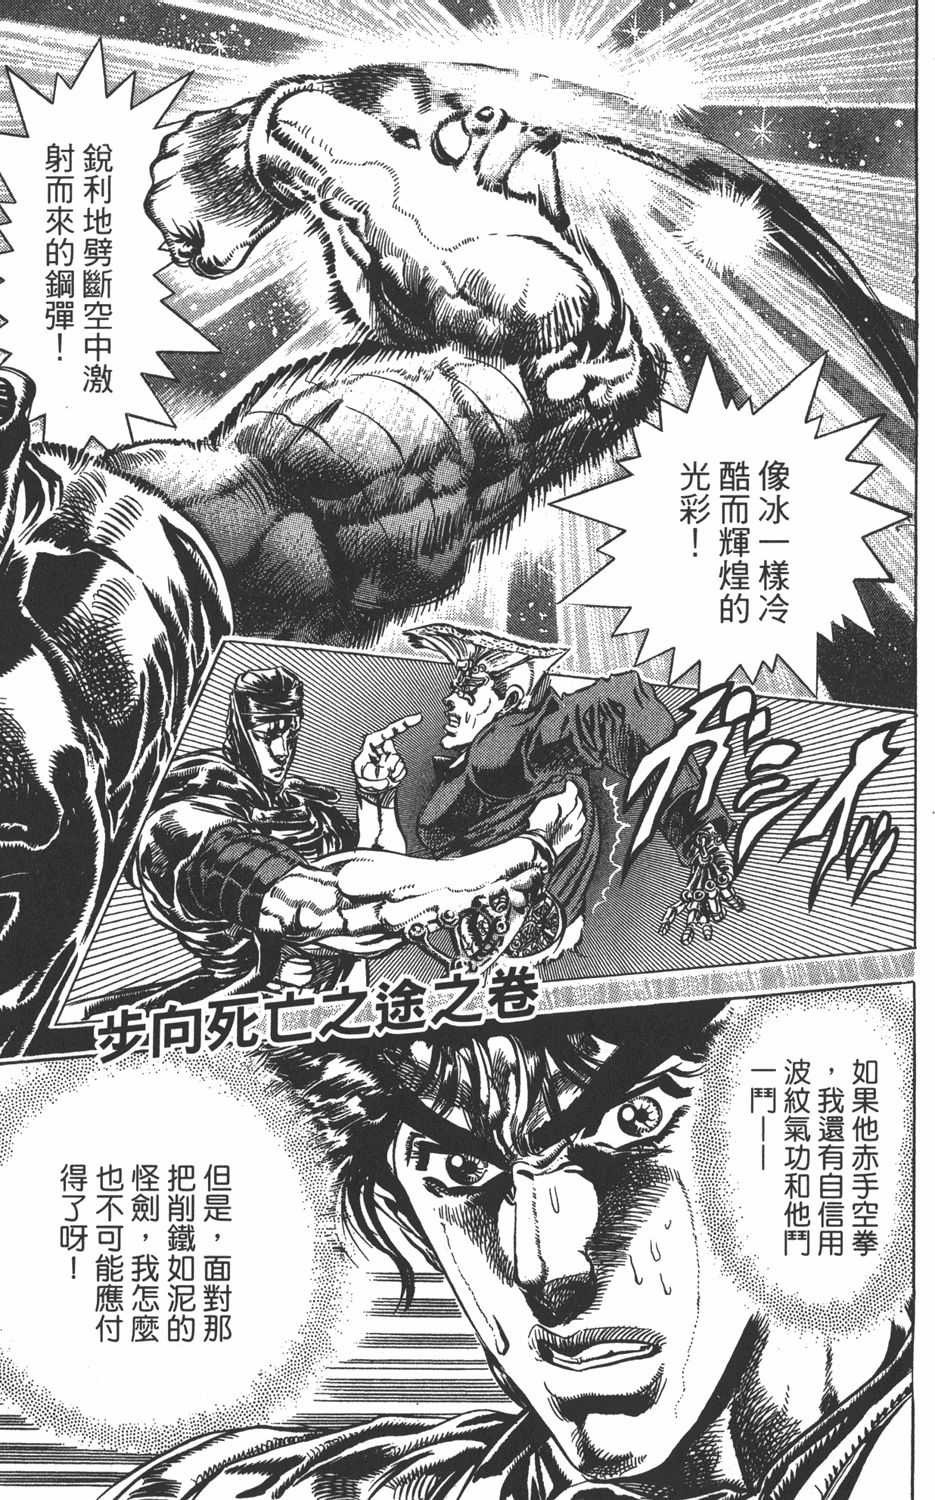 像冰一樣冷
酷而輝煌的
光彩！
銳利地劈斷空中激
射而來的鋼彈！
ガシイッ
步向死亡之途之卷
如果他赤手空拳
，我還有自信用
波紋氣功和他鬥
一鬥——
但是，面對那
把削鐵如泥的
怪劍，我怎麼
也不可能應付
得了呀！